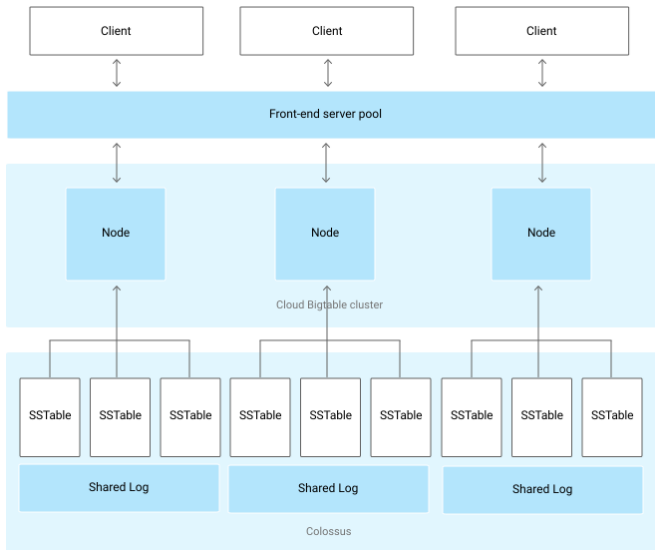 Client
Client
Client
Front-end server pool
Node
Node
Node
Cloud Bigtable cluster
SSTable
SSTable
SSTable
SSTable
SSTable
SSTable
SSTable
SSTable
SSTable
Shared Log
Shared Log
Shared Log
Colossus